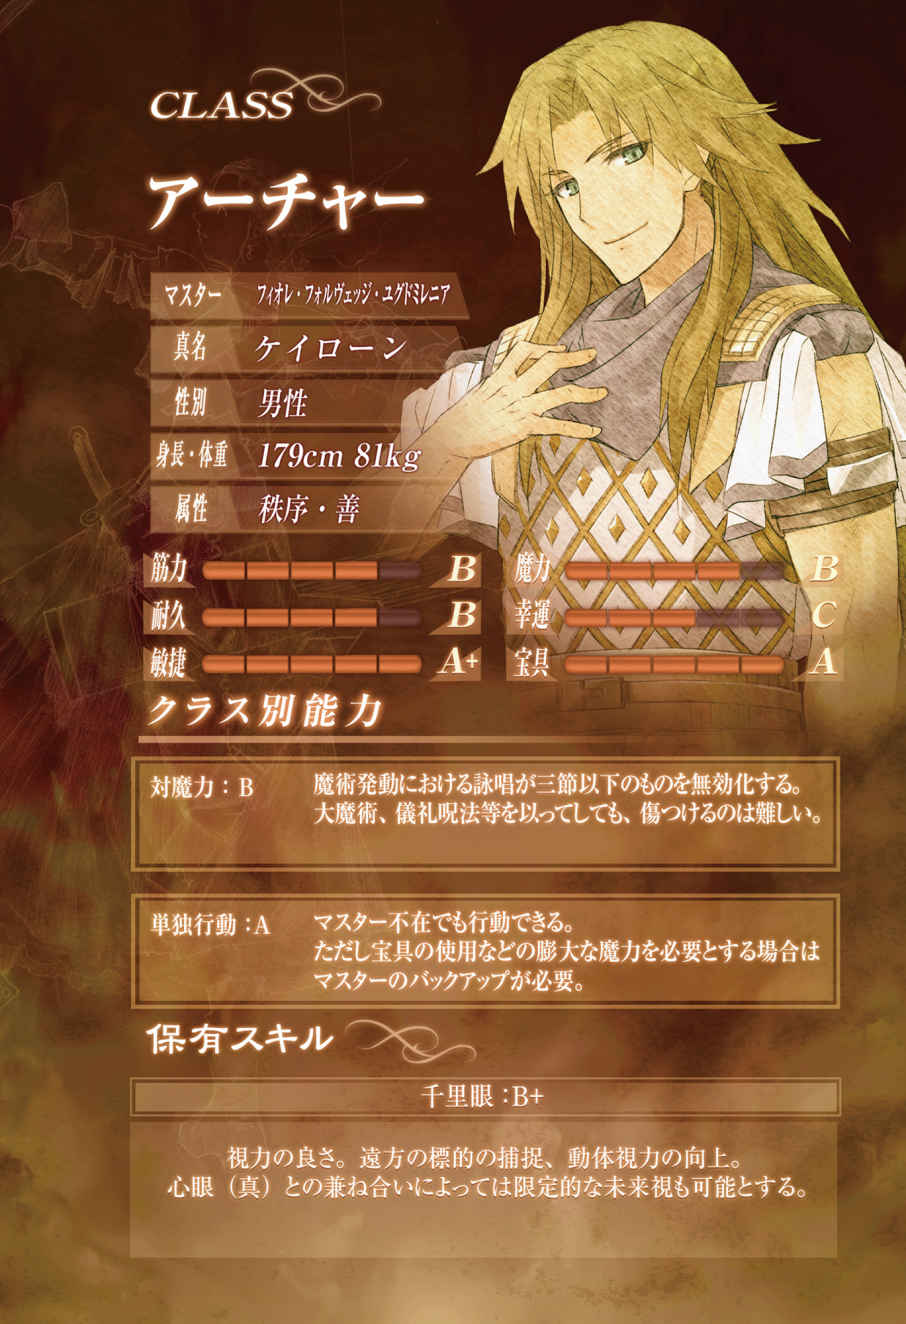 CLASS
アーチャー
マスター フィオレ・フォルヴェッジ・ユグドミレニア
真名 ケイローン
性別 男性
身長・体重 179cm 81kg
属性 秩序・善
筋力 B 魔力 B
耐久 B 幸運 C
敏捷 A+ 宝具 A
クラス別能力
対魔力：B 魔術発動における詠唱が三節以下のものを無効化する。
大魔術、儀礼呪法等を以ってしても、傷つけるのは難しい。
単独行動：A マスター不在でも行動できる。
ただし宝具の使用などの膨大な魔力を必要とする場合は
マスターのバックアップが必要。
保有スキル
千里眼：B+
視力の良さ。遠方の標的の捕捉、動体視力の向上。
心眼（真）との兼ね合いによっては限定的な未来視も可能とする。